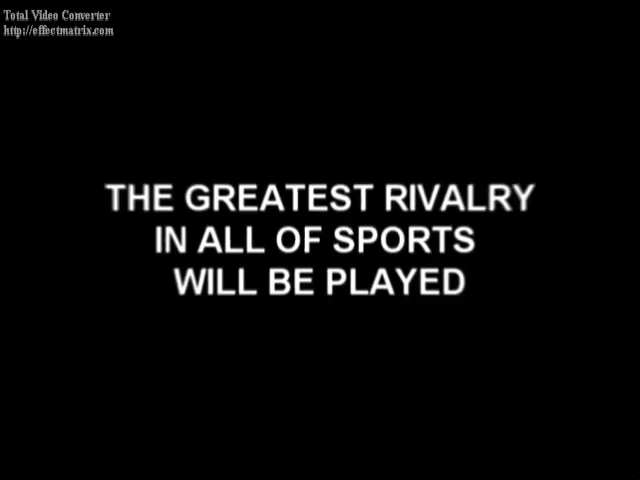 Total Video Converter
http://effectmatrix.com
THE GREATEST RIVALRY
IN ALL OF SPORTS
WILL BE PLAYED